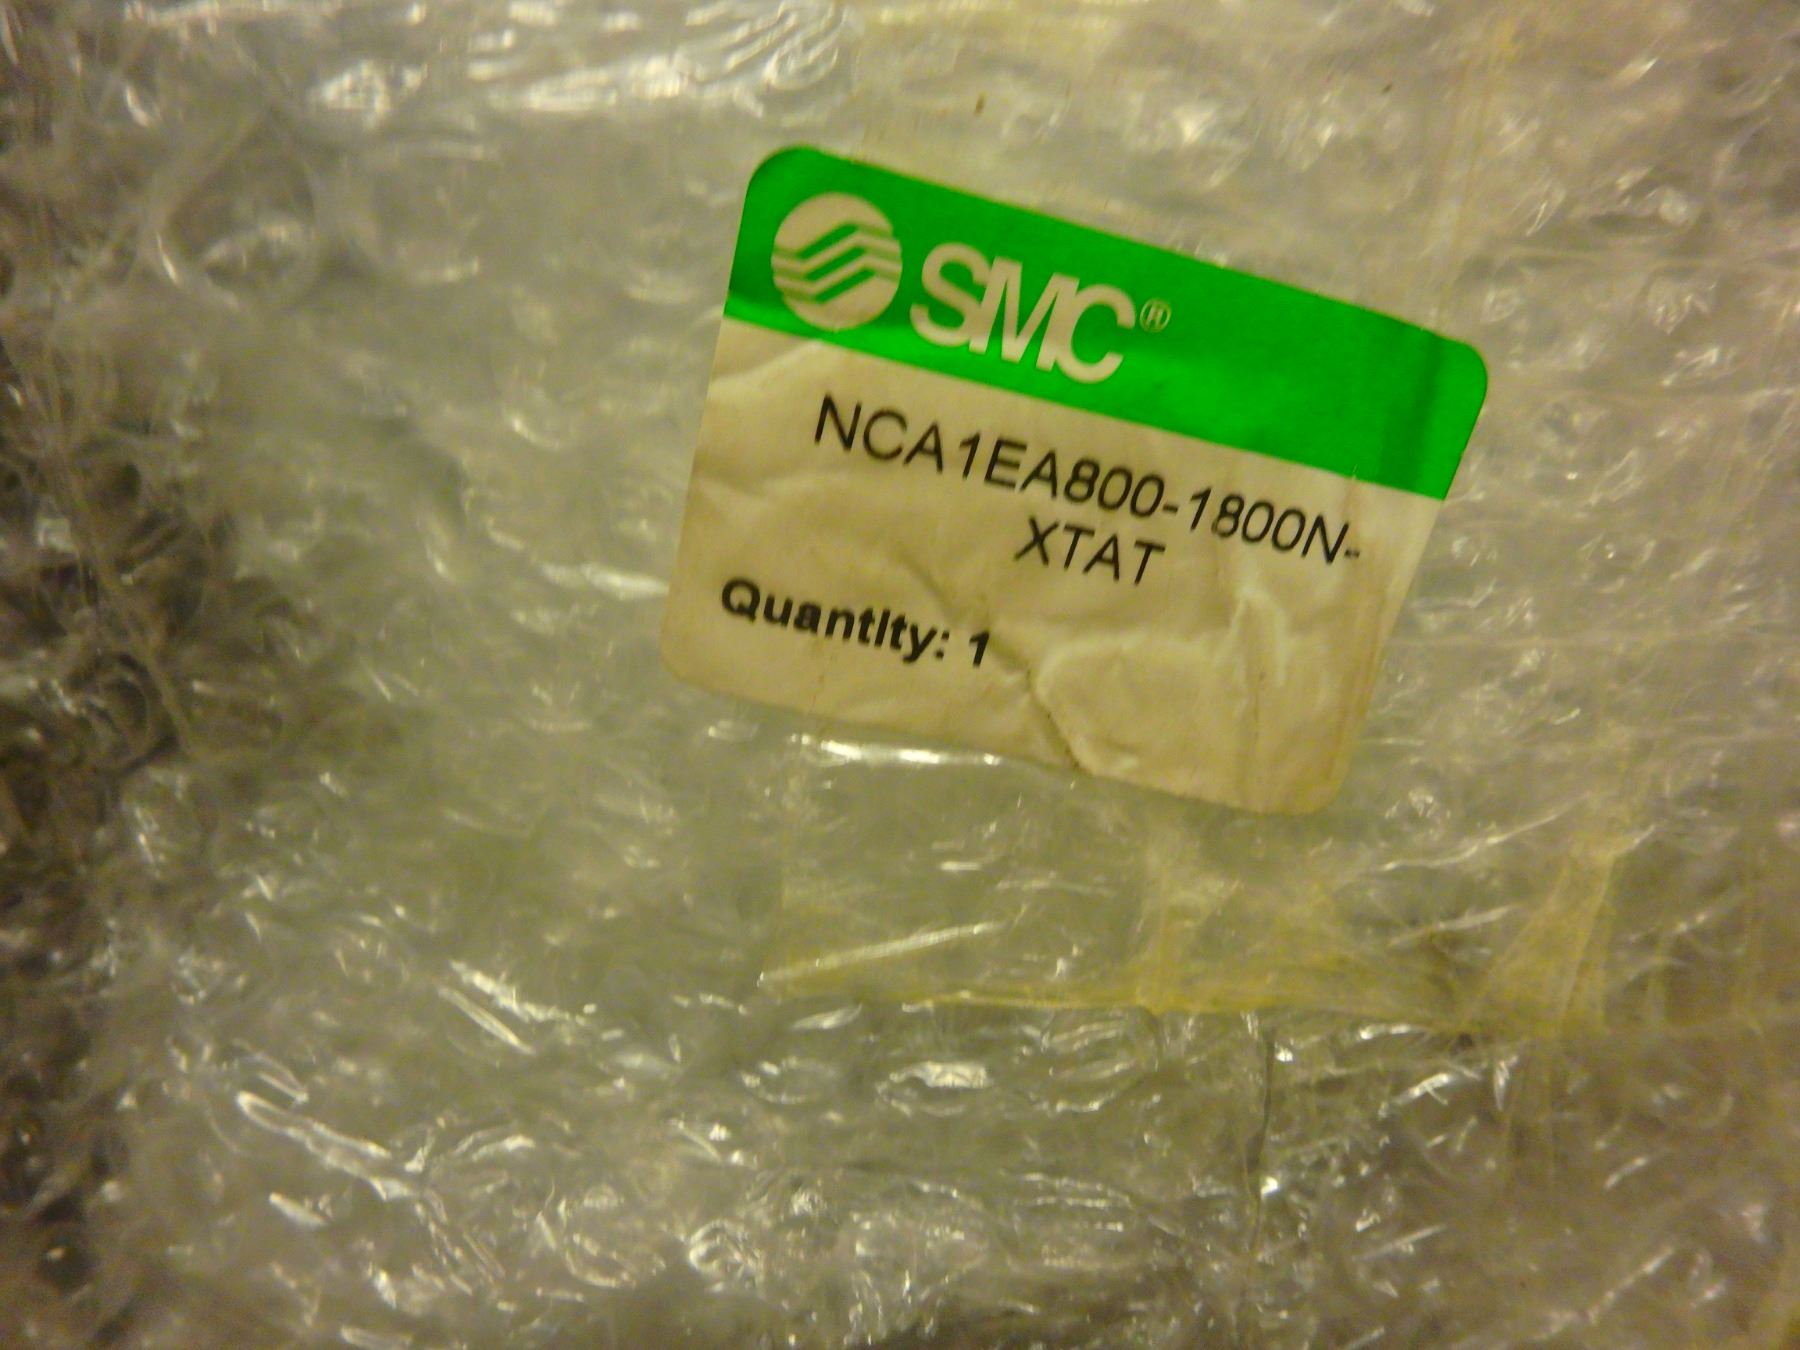 SMC®
NCA1EA800-1800N-
XTAT
Quantity: 1